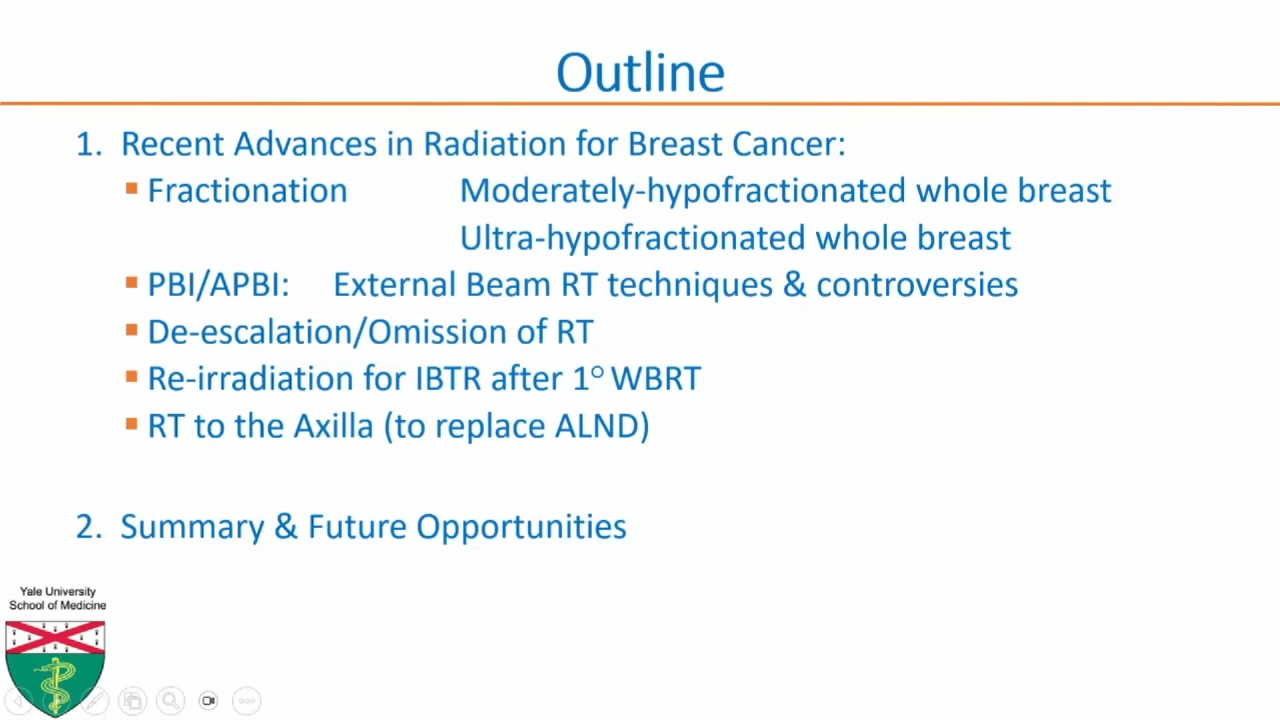 Outline
1. Recent Advances in Radiation for Breast Cancer:
▪ Fractionation Moderately-hypofractionated whole breast
Ultra-hypofractionated whole breast
▪ PBI/APBI: External Beam RT techniques & controversies
▪ De-escalation/Omission of RT
▪ Re-irradiation for IBTR after 1° WBRT
▪ RT to the Axilla (to replace ALND)
2. Summary & Future Opportunities
Yale University
School of Medicine